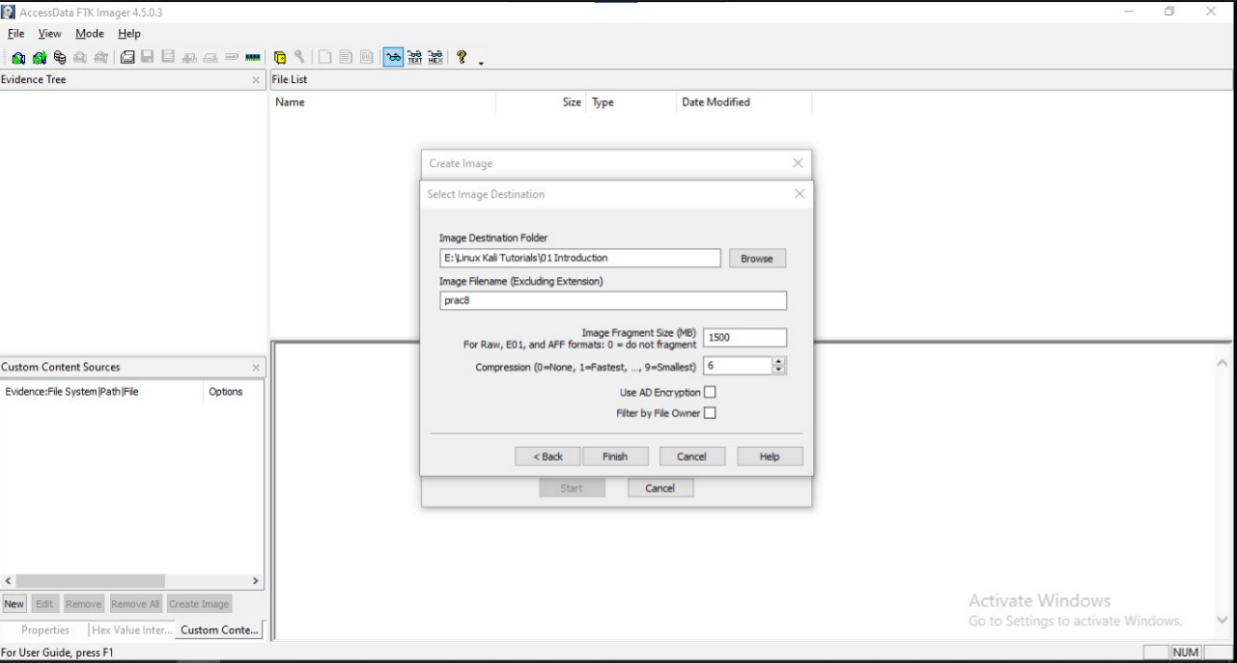 AccessData FTK Imager 4.5.0.3
File View Mode Help
Evidence Tree
File List
Name Size Type Date Modified
Create Image
Select Image Destination
Image Destination Folder
E:\Linux Kali Tutorials\01 Introduction Browse
Image Filename (Excluding Extension)
prac8
Image Fragment Size (MB)
For Raw, E01, and AFF formats: 0 = do not fragment
1500
Compression (0=None, 1=Fastest, ..., 9=Smallest) 6
Use AD Encryption
Filter by File Owner
< Back Finish Cancel Help
Start Cancel
Custom Content Sources
Evidence:File System|Path|File Options
New Edit Remove Remove All Create Image
Properties Hex Value Inter... Custom Conte...
Activate Windows
Go to Settings to activate Windows.
For User Guide, press F1
NUM